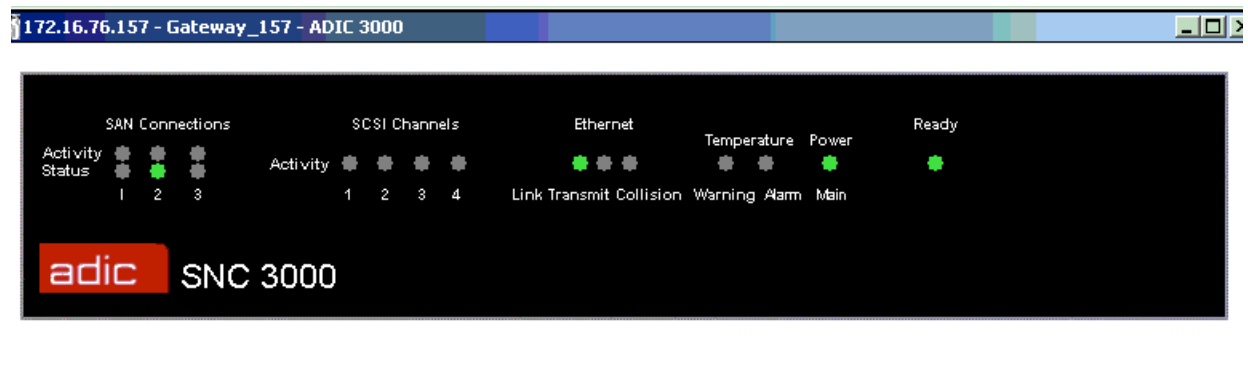 172.16.76.157 - Gateway_157 - ADIC 3000
SAN Connections SCSI Channels Ethernet Ready
Temperature Power
Activity
Status Activity
1 2 3 1 2 3 4 Link Transmit Collision Warning Alarm Main
adic SNC 3000